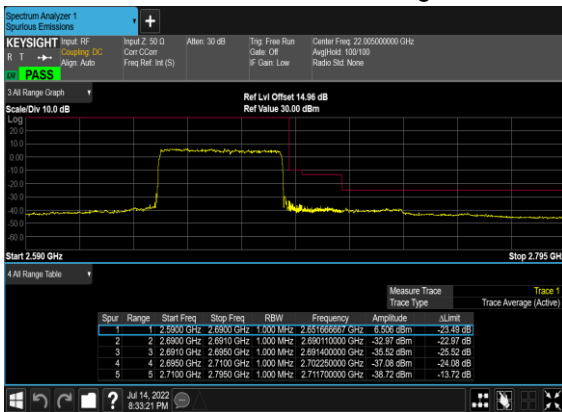 Spectrum Analyzer 1
Spurious Emissions
+
KEYSIGHT Input: RF Input Z: 50 Ω Atten: 30 dB Trig: Free Run Center Freq: 22.005000000 GHz
R T Coupling: DC Corr CCorr Gate: Off Avg|Hold: 100/100
Align: Auto Freq Ref: Int (S) IF Gain: Low Radio Std: None
PASS
3 All Range Graph
Ref Lvl Offset 14.96 dB
Scale/Div 10.0 dB Ref Value 30.00 dBm
Log
20.0
10.0
0.00
-10.0
-20.0
-30.0
-40.0
-50.0
-60.0
Start 2.590 GHz Stop 2.795 GH
4 All Range Table
Measure Trace Trace 1
Trace Type Trace Average (Active)
Spur Range Start Freq Stop Freq RBW Frequency Amplitude ΔLimit
1 1 2.5900 GHz 2.6900 GHz 1.000 MHz 2.651666667 GHz 6.506 dBm -23.49 dB
2 2 2.6900 GHz 2.6910 GHz 1.000 MHz 2.690110000 GHz -32.97 dBm -22.97 dB
3 3 2.6910 GHz 2.6950 GHz 1.000 MHz 2.691400000 GHz -35.52 dBm -25.52 dB
4 4 2.6950 GHz 2.7100 GHz 1.000 MHz 2.702250000 GHz -37.08 dBm -24.08 dB
5 5 2.7100 GHz 2.7950 GHz 1.000 MHz 2.711700000 GHz -38.72 dBm -13.72 dB
? Jul 14, 2022
8:33:21 PM